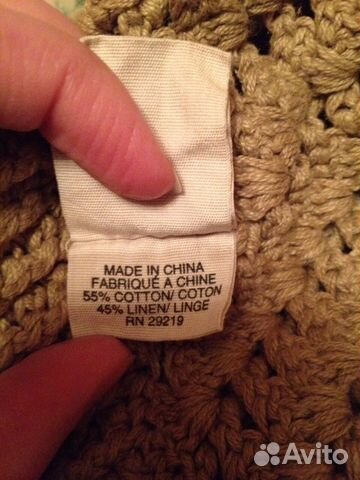 MADE IN CHINA
FABRIQUÉ A CHINE
55% COTTON/ COTON
45% LINEN/ LINGE
RN 29219
Avito